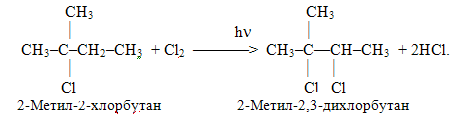 CH₃ CH₃
hν
CH₃–C–CH₂–CH₃ + Cl₂ ⟶ CH₃–C–CH–CH₃ + 2HCl.
Cl Cl Cl
2-Метил-2-хлорбутан 2-Метил-2,3-дихлорбутан